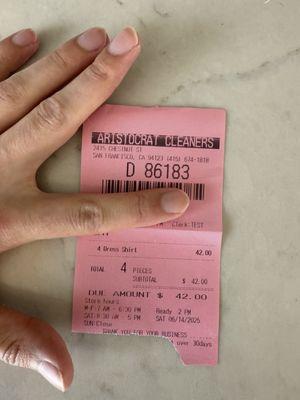 ARISTOCRAT CLEANERS
2435 CHESTNUT ST
SAN FRANCISCO, CA 94123 (415) 674-1818
D 86183
Clerk:TEST
4 Dress Shirt 42.00
TOTAL 4 PIECES
SUBTOTAL $ 42.00
DUE AMOUNT $ 42.00
Store hours
M-F:7 AM - 6:30 PM Ready 2 PM
SAT:8:30 AM - 5 PM SAT 06/14/2025
SUN:Close
THANK YOU FOR YOUR BUSINESS
over 30days